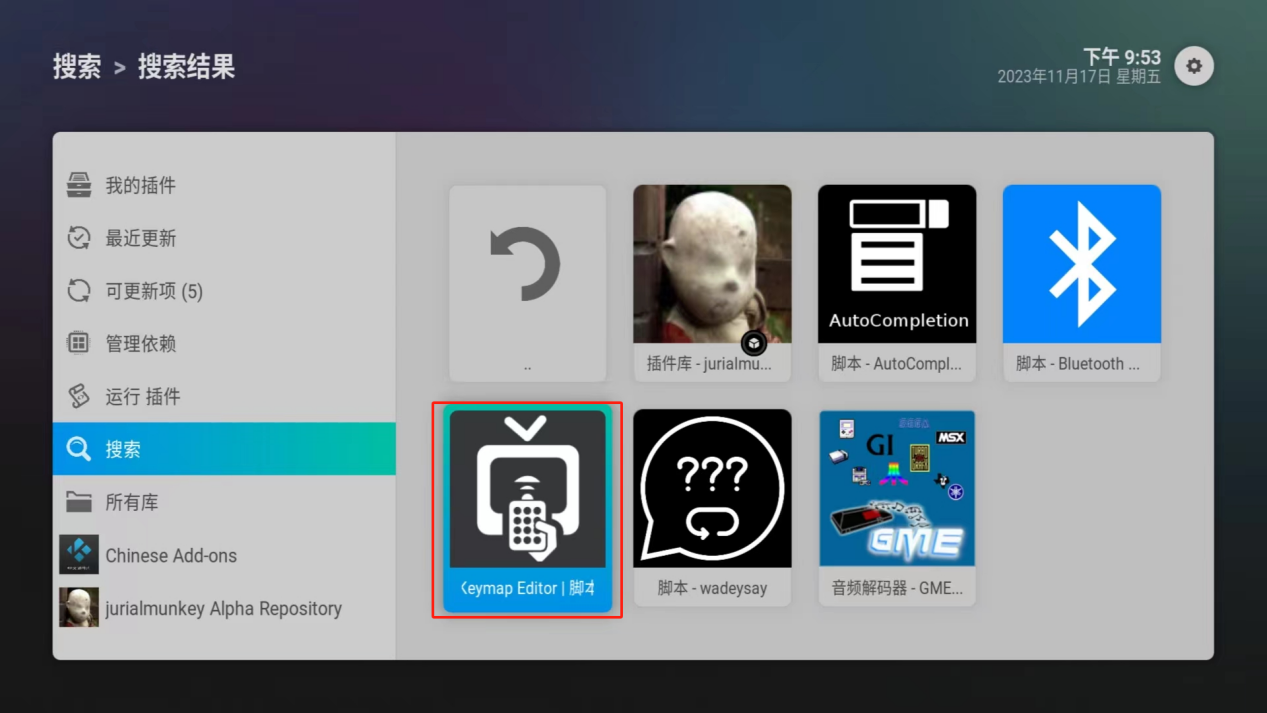 搜索 > 搜索结果
下午 9:53
2023年11月17日 星期五
我的插件
最近更新
可更新项 (5)
管理依赖
运行 插件
搜索
所有库
Chinese Add-ons
jurialmunkey Alpha Repository
..
插件库 - jurialmu...
AutoCompletion
脚本 - AutoCompl...
脚本 - Bluetooth ...
Keymap Editor | 脚本
???
脚本 - wadeysay
GI
MSX
GME
音频解码器 - GME...